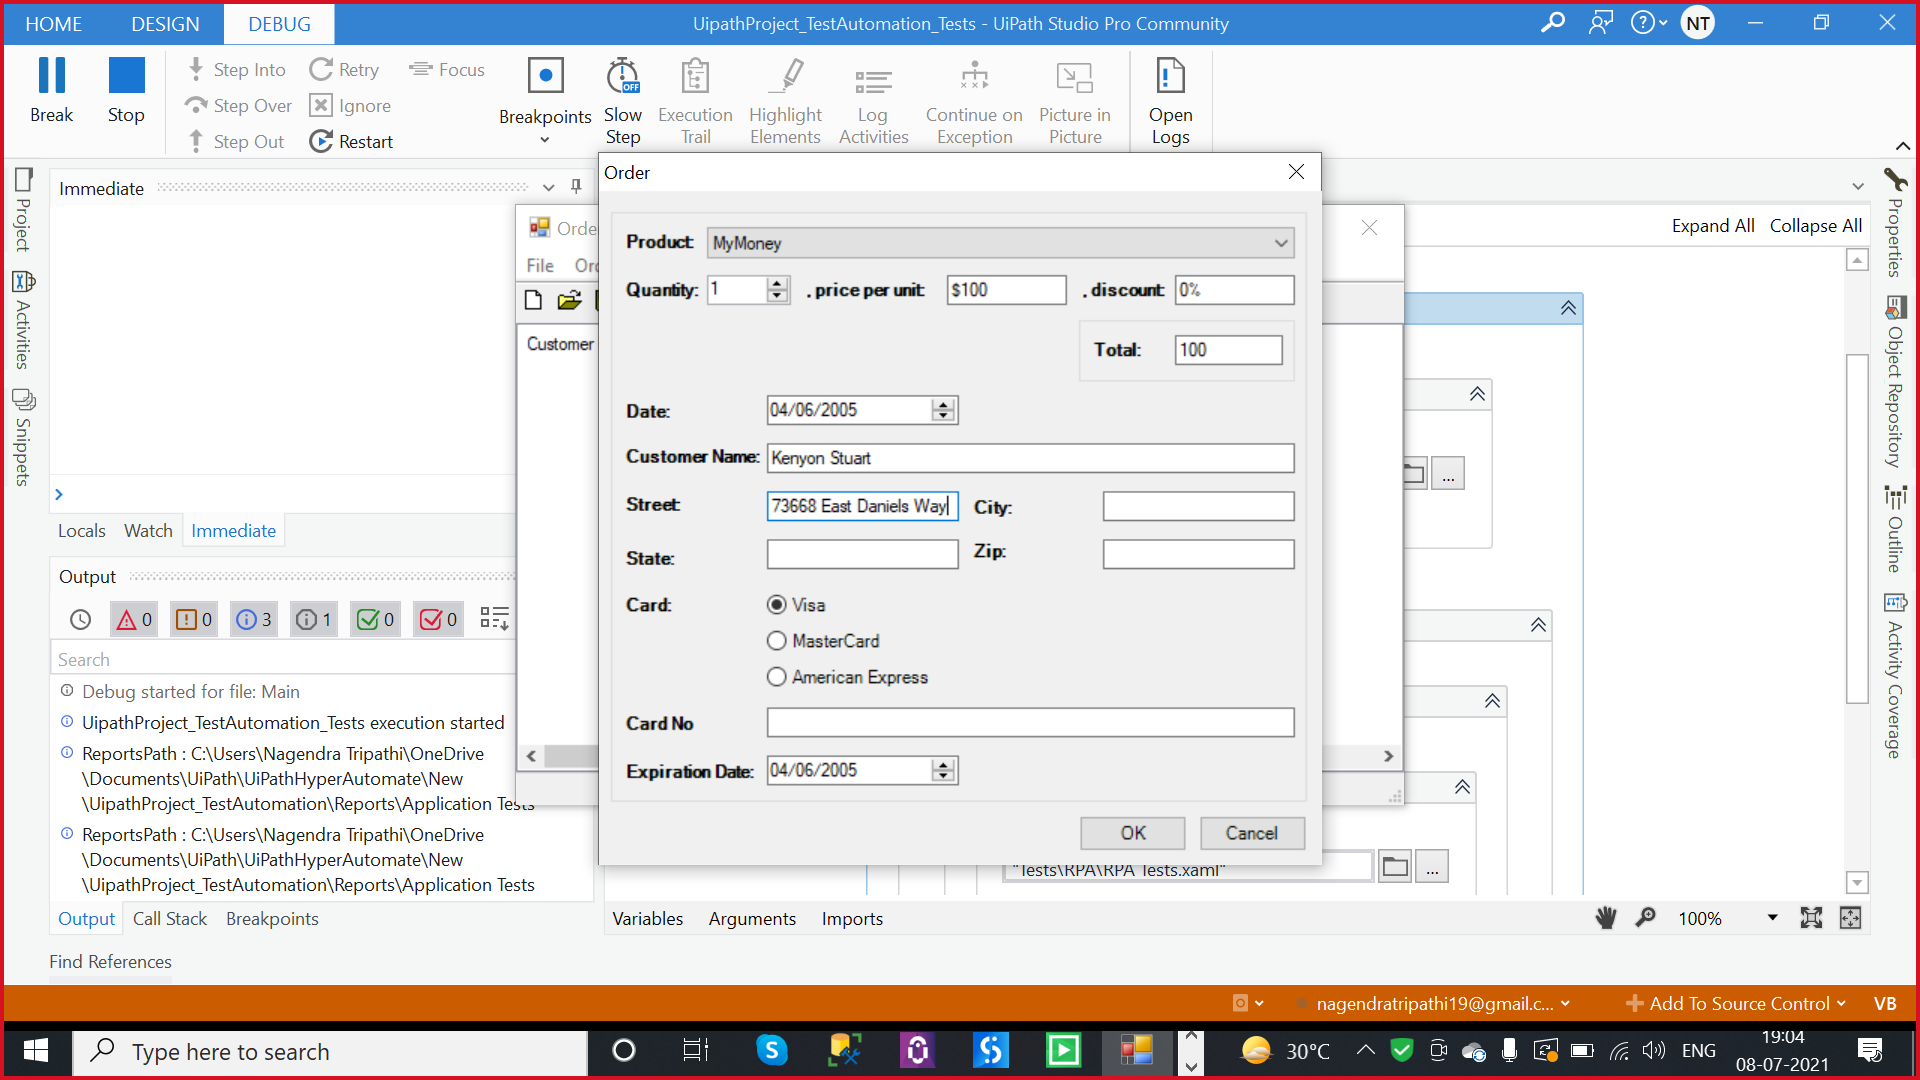 HOME DESIGN DEBUG UipathProject_TestAutomation_Tests - UiPath Studio Pro Community NT
Break Stop Step Into Retry Focus
Step Over Ignore
Step Out Restart
Breakpoints Slow Step Execution Trail Highlight Elements Log Activities Continue on Exception Picture in Picture Open Logs
OFF
Project
Activities
Snippets
Immediate
Locals Watch Immediate
Output
0 0 3 1 0 0
Search
Debug started for file: Main
UipathProject_TestAutomation_Tests execution started
ReportsPath : C:\Users\Nagendra Tripathi\OneDrive
\Documents\UiPath\UiPathHyperAutomate\New
\UipathProject_TestAutomation\Reports\Application Tests
ReportsPath : C:\Users\Nagendra Tripathi\OneDrive
\Documents\UiPath\UiPathHyperAutomate\New
\UipathProject_TestAutomation\Reports\Application Tests
Output Call Stack Breakpoints
Find References
File
Customer
Order
Product: MyMoney
Quantity: 1 , price per unit: $100 , discount: 0%
Total: 100
Date: 04/06/2005
Customer Name: Kenyon Stuart
Street: 73668 East Daniels Way City:
State: Zip:
Card: Visa
MasterCard
American Express
Card No
Expiration Date: 04/06/2005
OK Cancel
Expand All Collapse All
...
"Tests\RPA\RPA Tests.xaml" ...
Variables Arguments Imports 100%
Properties
Object Repository
Outline
Activity Coverage
nagendratripathi19@gmail.c... Add To Source Control VB
Type here to search 30°C ENG 19:04
08-07-2021